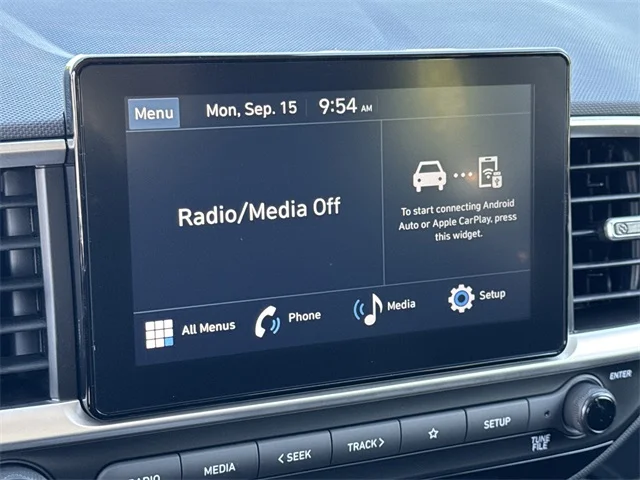 Menu Mon, Sep. 15 9:54 AM
Radio/Media Off
To start connecting Android
Auto or Apple CarPlay, press
this widget.
All Menus Phone Media Setup
ENTER
RADIO MEDIA < SEEK TRACK > ☆ SETUP
TUNE
FILE